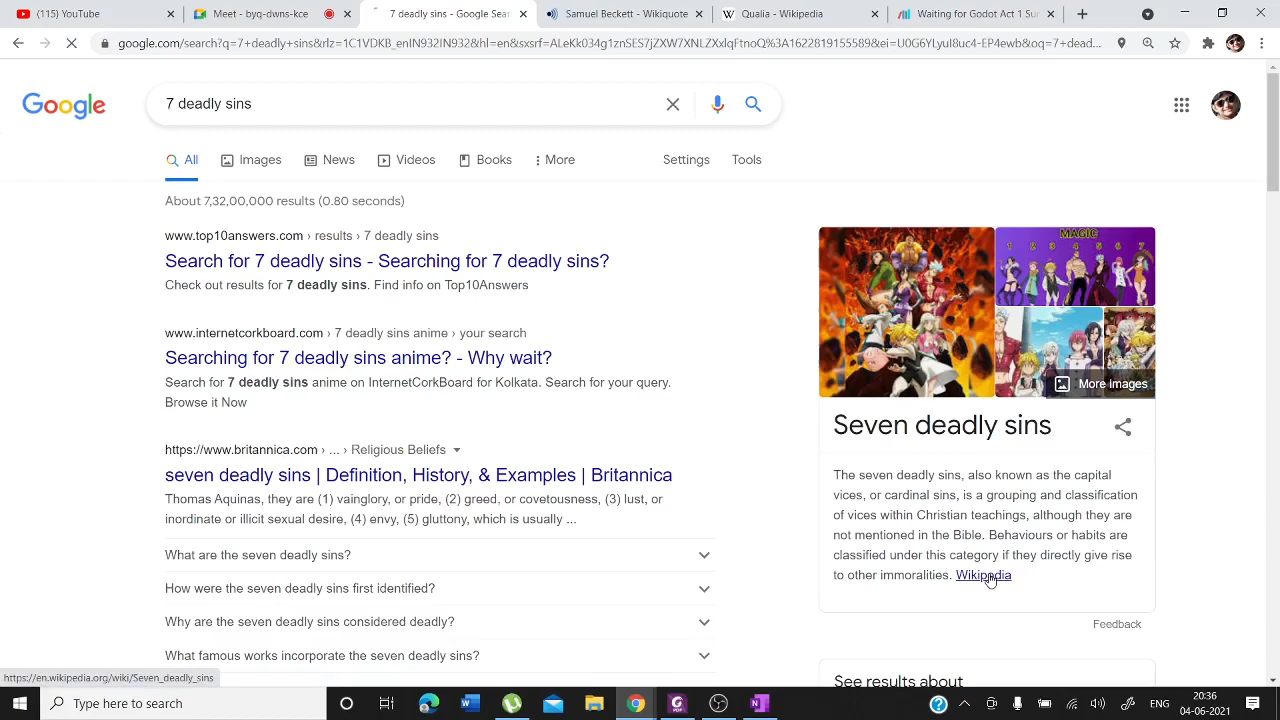 (115) YouTube
Meet - bgy-dwns-kce
7 deadly sins - Google Search
Samuel Beckett - Wikiquote
Qualia - Wikipedia
Waiting for Godot Act 1 Sum
google.com/search?q=7+deadly+sins&rlz=1C1VDKB_enIN932IN932&hl=en&sxsrf=ALeKk034g1znSES7jZXW7XNLZXxlqFtnoQ%3A1622819155589&ei=U0G6YLyuI8uc4-EP4ewb&oq=7+dead...
Google
7 deadly sins
All
Images
News
Videos
Books
More
Settings
Tools
About 7,32,00,000 results (0.80 seconds)
www.top10answers.com › results › 7 deadly sins
Search for 7 deadly sins - Searching for 7 deadly sins?
Check out results for 7 deadly sins. Find info on Top10Answers
www.internetcorkboard.com › 7 deadly sins anime › your search
Searching for 7 deadly sins anime? - Why wait?
Search for 7 deadly sins anime on InternetCorkBoard for Kolkata. Search for your query.
Browse it Now
https://www.britannica.com › ... › Religious Beliefs
seven deadly sins | Definition, History, & Examples | Britannica
Thomas Aquinas, they are (1) vainglory, or pride, (2) greed, or covetousness, (3) lust, or
inordinate or illicit sexual desire, (4) envy, (5) gluttony, which is usually ...
What are the seven deadly sins?
How were the seven deadly sins first identified?
Why are the seven deadly sins considered deadly?
What famous works incorporate the seven deadly sins?
MAGIC
1 2 3 4 5 6 7
More images
Seven deadly sins
The seven deadly sins, also known as the capital
vices, or cardinal sins, is a grouping and classification
of vices within Christian teachings, although they are
not mentioned in the Bible. Behaviours or habits are
classified under this category if they directly give rise
to other immoralities. Wikipedia
Feedback
See results about
https://en.wikipedia.org/wiki/Seven_deadly_sins
Type here to search
ENG
20:36
04-06-2021